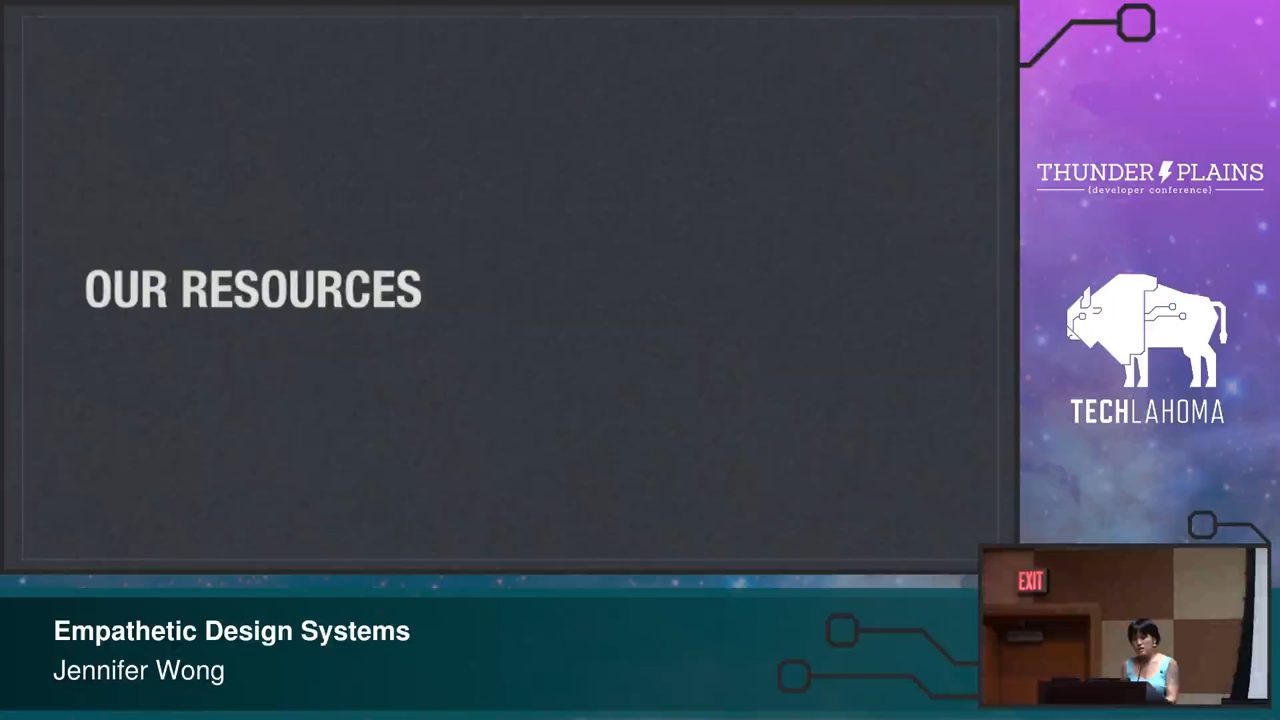 OUR RESOURCES
THUNDER PLAINS
{developer conference}
TECHLAHOMA
EXIT
Empathetic Design Systems
Jennifer Wong